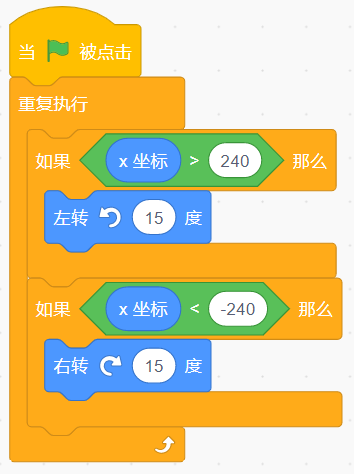 当 被点击
重复执行
如果 x 坐标 > 240 那么
左转 15 度
如果 x 坐标 < -240 那么
右转 15 度